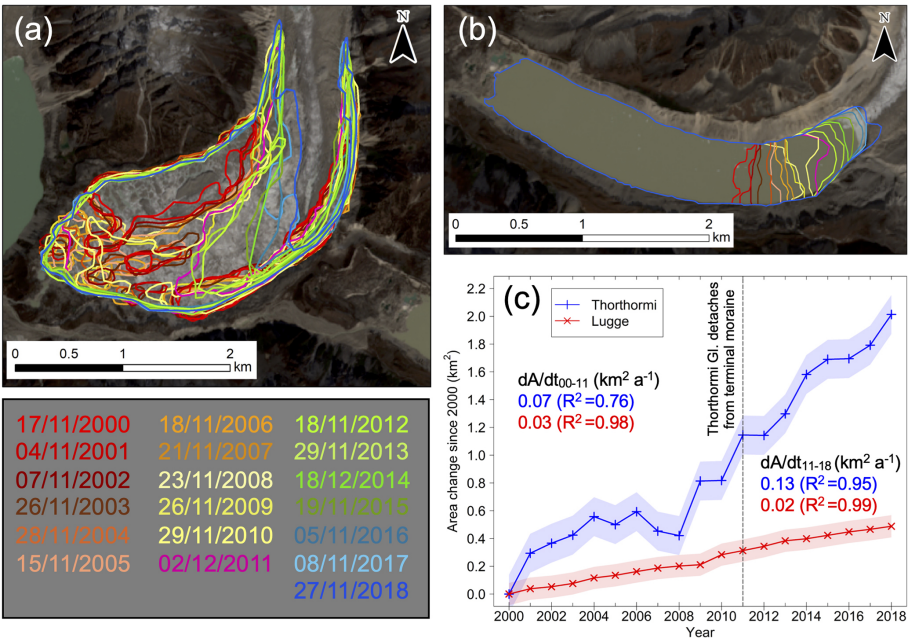 (a)
N
0 0.5 1 2
km
(b)
N
0 0.5 1 2
km
17/11/2000 18/11/2006 18/11/2012
04/11/2001 21/11/2007 29/11/2013
07/11/2002 23/11/2008 18/12/2014
26/11/2003 26/11/2009 19/11/2015
28/11/2004 29/11/2010 05/11/2016
15/11/2005 02/12/2011 08/11/2017
27/11/2018
(c)
Thorthormi
Lugge
Thorthormi Gl. detaches
from terminal moraine
dA/dt00-11 (km2 a-1)
0.07 (R2=0.76)
0.03 (R2=0.98)
dA/dt11-18 (km2 a-1)
0.13 (R2=0.95)
0.02 (R2=0.99)
Area change since 2000 (km2)
2.2
2.0
1.8
1.6
1.4
1.2
1.0
0.8
0.6
0.4
0.2
0.0
2000 2002 2004 2006 2008 2010 2012 2014 2016 2018
Year